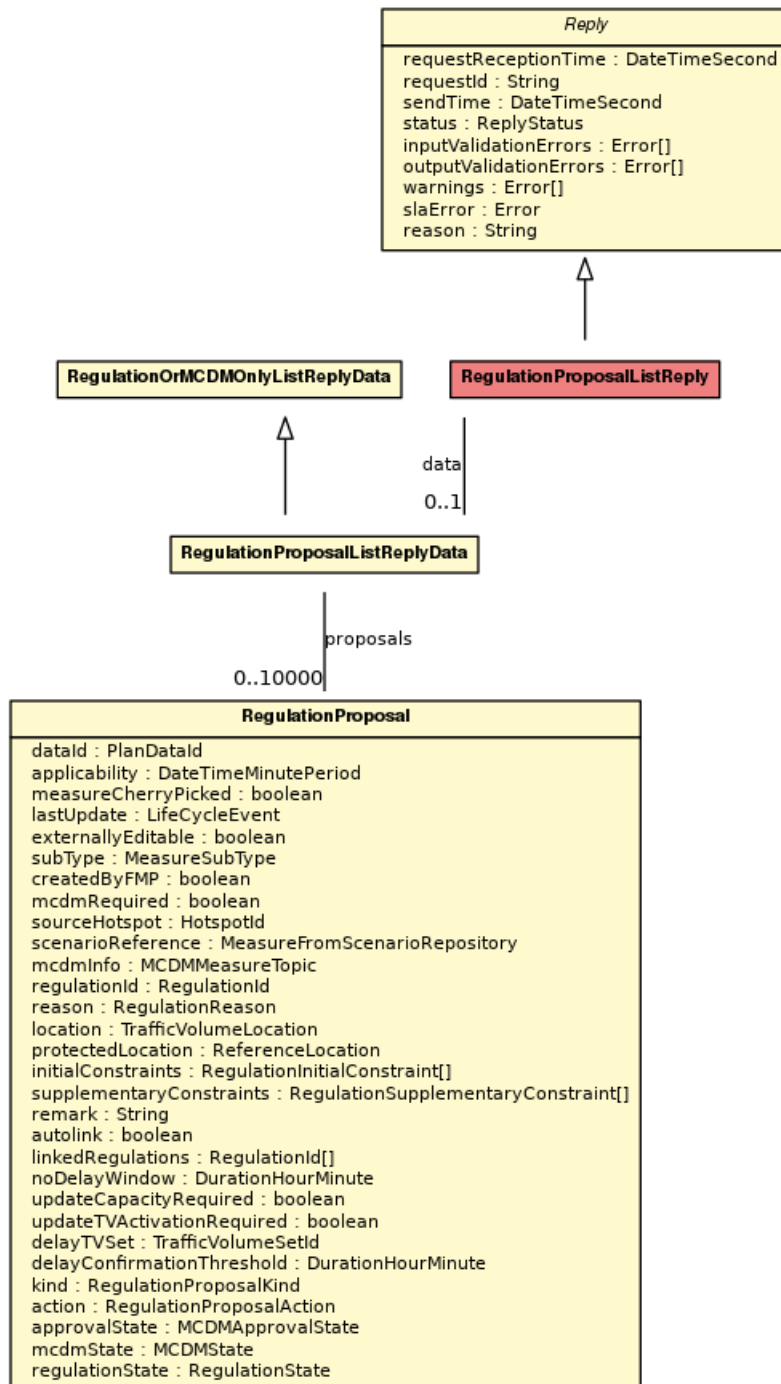 Reply
requestReceptionTime : DateTimeSecond
requestId : String
sendTime : DateTimeSecond
status : ReplyStatus
inputValidationErrors : Error[]
outputValidationErrors : Error[]
warnings : Error[]
slaError : Error
reason : String
RegulationOrMCDMOnlyListReplyData
RegulationProposalListReply
data
0..1
RegulationProposalListReplyData
proposals
0..10000
RegulationProposal
dataId : PlanDataId
applicability : DateTimeMinutePeriod
measureCherryPicked : boolean
lastUpdate : LifeCycleEvent
externallyEditable : boolean
subType : MeasureSubType
createdByFMP : boolean
mcdmRequired : boolean
sourceHotspot : HotspotId
scenarioReference : MeasureFromScenarioRepository
mcdmInfo : MCDMMeasureTopic
regulationId : RegulationId
reason : RegulationReason
location : TrafficVolumeLocation
protectedLocation : ReferenceLocation
initialConstraints : RegulationInitialConstraint[]
supplementaryConstraints : RegulationSupplementaryConstraint[]
remark : String
autolink : boolean
linkedRegulations : RegulationId[]
noDelayWindow : DurationHourMinute
updateCapacityRequired : boolean
updateTVActivationRequired : boolean
delayTVSet : TrafficVolumeSetId
delayConfirmationThreshold : DurationHourMinute
kind : RegulationProposalKind
action : RegulationProposalAction
approvalState : MCDMApprovalState
mcdmState : MCDMState
regulationState : RegulationState